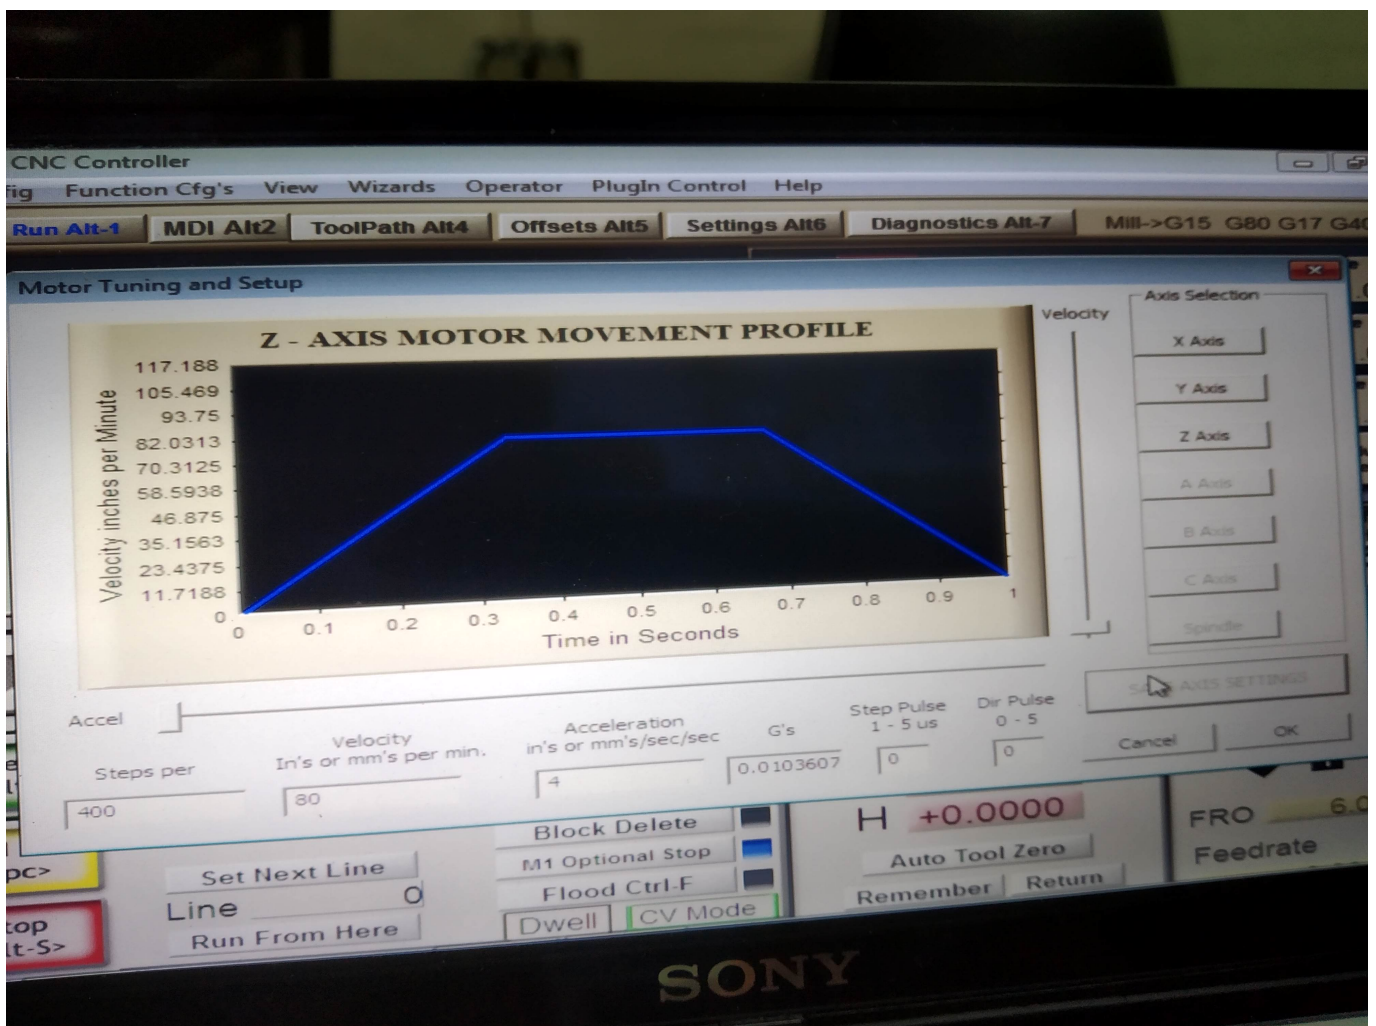 CNC Controller
fig Function Cfg's View Wizards Operator PlugIn Control Help
Run Alt-1 MDI Alt2 ToolPath Alt4 Offsets Alt5 Settings Alt6 Diagnostics Alt-7 Mill->G15 G80 G17 G40
Motor Tuning and Setup
Axis Selection
Velocity
Z - AXIS MOTOR MOVEMENT PROFILE
X Axis
Y Axis
Z Axis
A Axis
B Axis
C Axis
Spindle
Velocity inches per Minute
117.188
105.469
93.75
82.0313
70.3125
58.5938
46.875
35.1563
23.4375
11.7188
0
0 0.1 0.2 0.3 0.4 0.5 0.6 0.7 0.8 0.9 1
Time in Seconds
AXIS SETTINGS
Accel
Cancel OK
Steps per
400
Velocity
In's or mm's per min.
80
Acceleration
in's or mm's/sec/sec
4
G's
0.0103607
Step Pulse
1 - 5 us
0
Dir Pulse
0 - 5
0
Block Delete
M1 Optional Stop
Flood Ctrl-F
Dwell CV Mode
Set Next Line
Line 0
Run From Here
H +0.0000
Auto Tool Zero
Remember Return
FRO 6.0
Feedrate
pc>
top
lt-S>
SONY